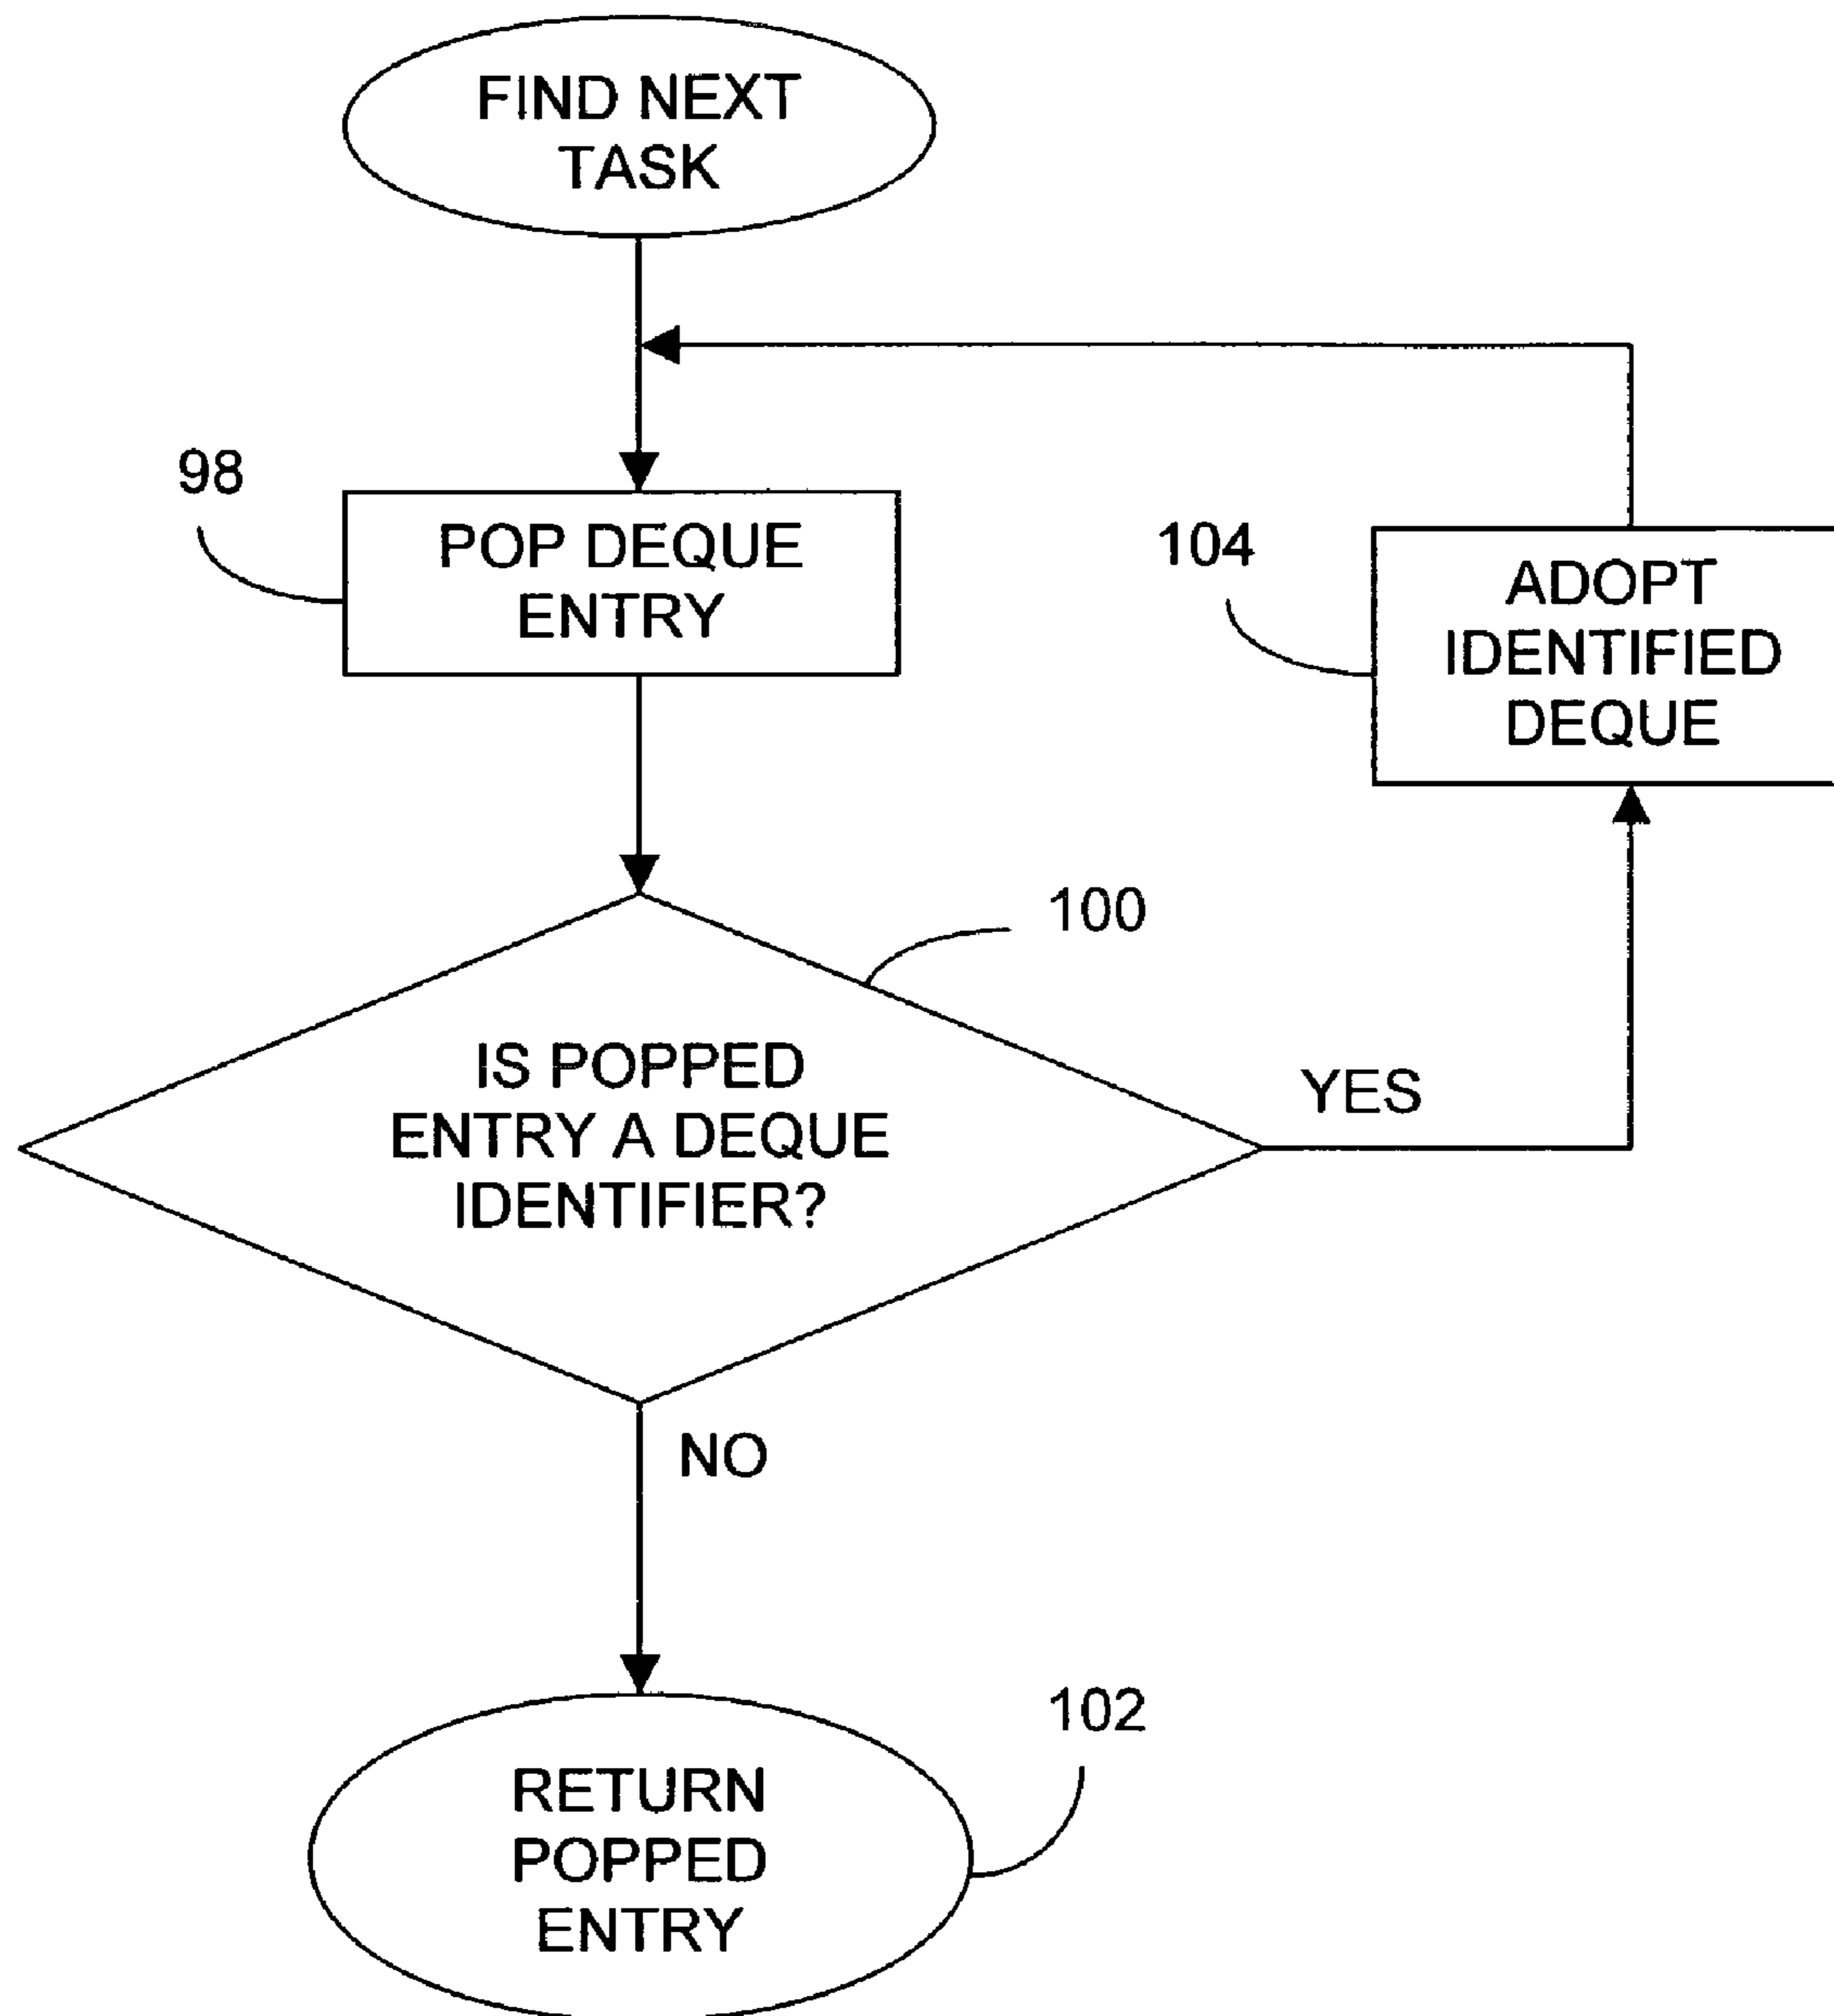 FIND NEXT
TASK
98
POP DEQUE
ENTRY
104
ADOPT
IDENTIFIED
DEQUE
100
IS POPPED
ENTRY A DEQUE
IDENTIFIER?
YES
NO
102
RETURN
POPPED
ENTRY